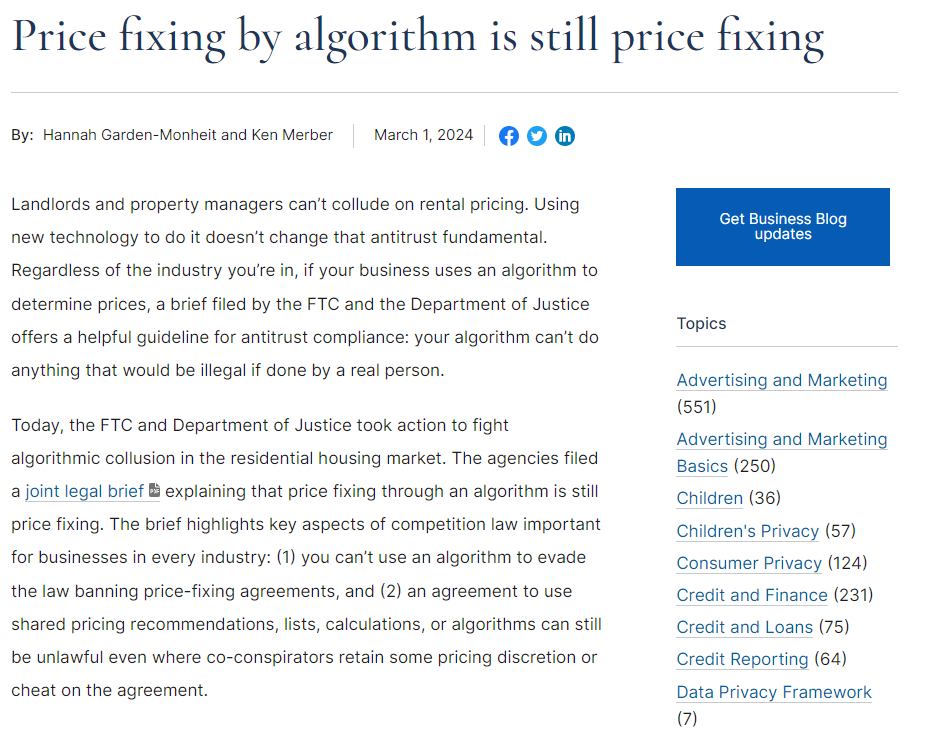 Price fixing by algorithm is still price fixing
By: Hannah Garden-Monheit and Ken Merber
March 1, 2024
Landlords and property managers can’t collude on rental pricing. Using
new technology to do it doesn’t change that antitrust fundamental.
Regardless of the industry you’re in, if your business uses an algorithm to
determine prices, a brief filed by the FTC and the Department of Justice
offers a helpful guideline for antitrust compliance: your algorithm can’t do
anything that would be illegal if done by a real person.
Today, the FTC and Department of Justice took action to fight
algorithmic collusion in the residential housing market. The agencies filed
a joint legal brief explaining that price fixing through an algorithm is still
price fixing. The brief highlights key aspects of competition law important
for businesses in every industry: (1) you can’t use an algorithm to evade
the law banning price-fixing agreements, and (2) an agreement to use
shared pricing recommendations, lists, calculations, or algorithms can still
be unlawful even where co-conspirators retain some pricing discretion or
cheat on the agreement.
Get Business Blog
updates
Topics
Advertising and Marketing
(551)
Advertising and Marketing
Basics (250)
Children (36)
Children's Privacy (57)
Consumer Privacy (124)
Credit and Finance (231)
Credit and Loans (75)
Credit Reporting (64)
Data Privacy Framework
(7)